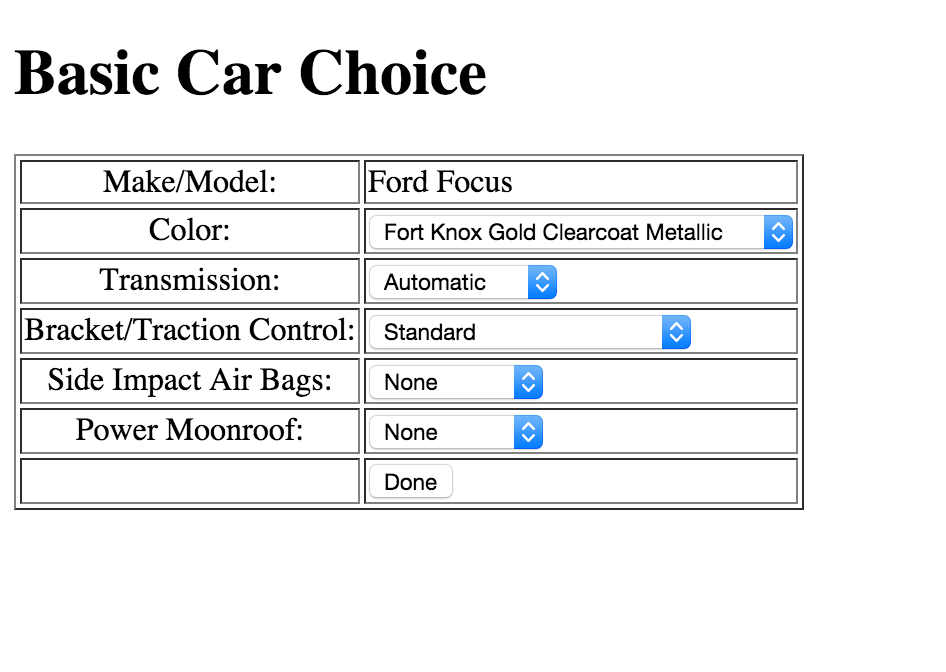 Basic Car Choice
Make/Model: Ford Focus
Color: Fort Knox Gold Clearcoat Metallic
Transmission: Automatic
Bracket/Traction Control: Standard
Side Impact Air Bags: None
Power Moonroof: None
Done